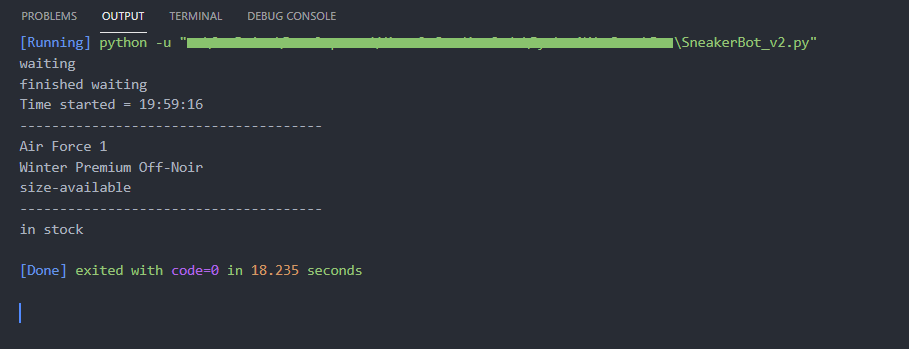 PROBLEMS OUTPUT TERMINAL DEBUG CONSOLE
[Running] python -u "\SneakerBot_v2.py"
waiting
finished waiting
Time started = 19:59:16
--------------------------------------
Air Force 1
Winter Premium Off-Noir
size-available
--------------------------------------
in stock
[Done] exited with code=0 in 18.235 seconds